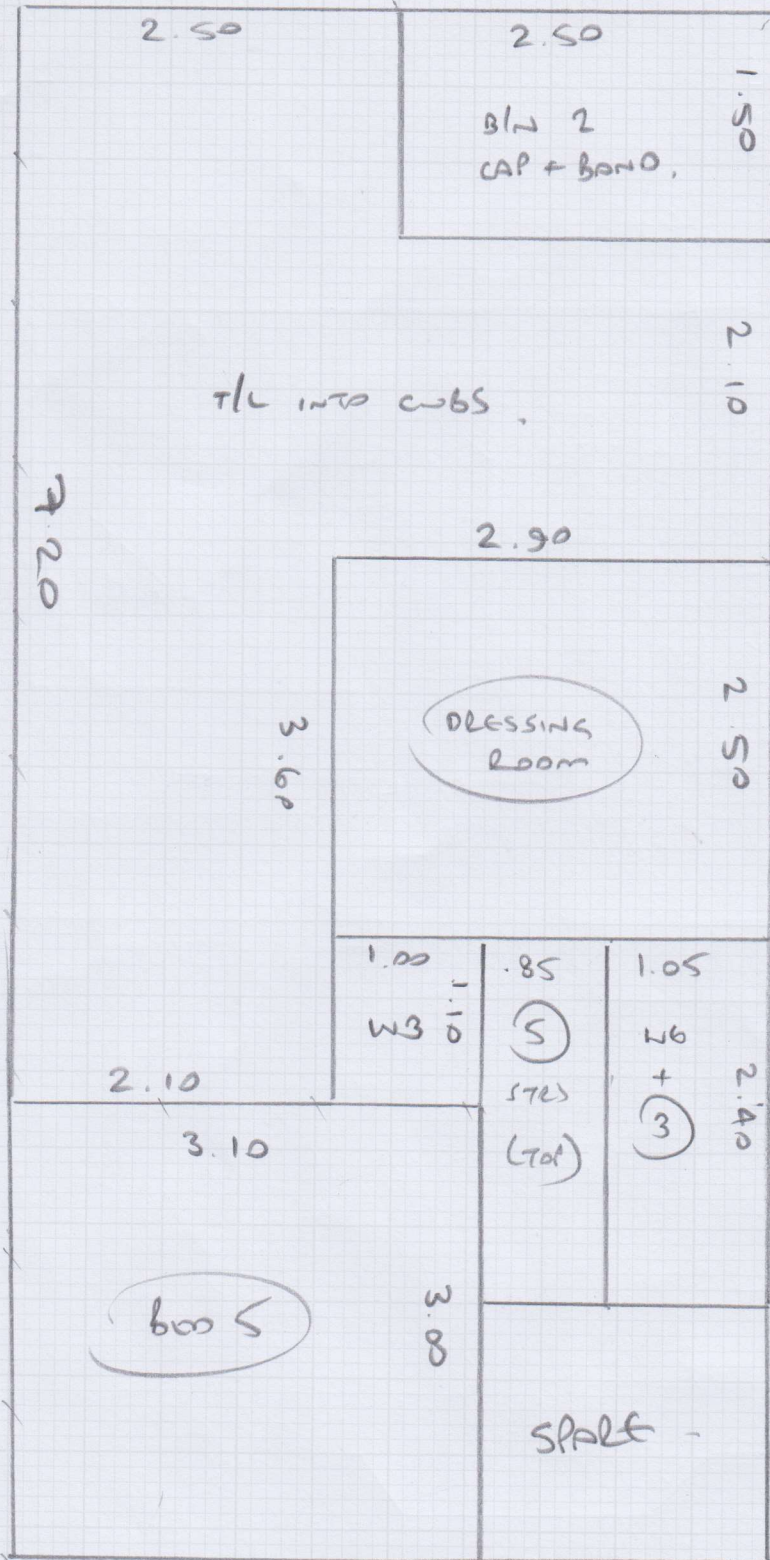 2.50
2.50
1.50
B/N 2
CAP + BAND.
2.10
T/L INTO CUBS.
7.20
2.90
3.60
DRESSING
ROOM
2.50
1.00
1.10
W3
.85
5
STRS
(TOP)
1.05
+
3
2.40
2.10
3.10
3.8
5
SPARE -